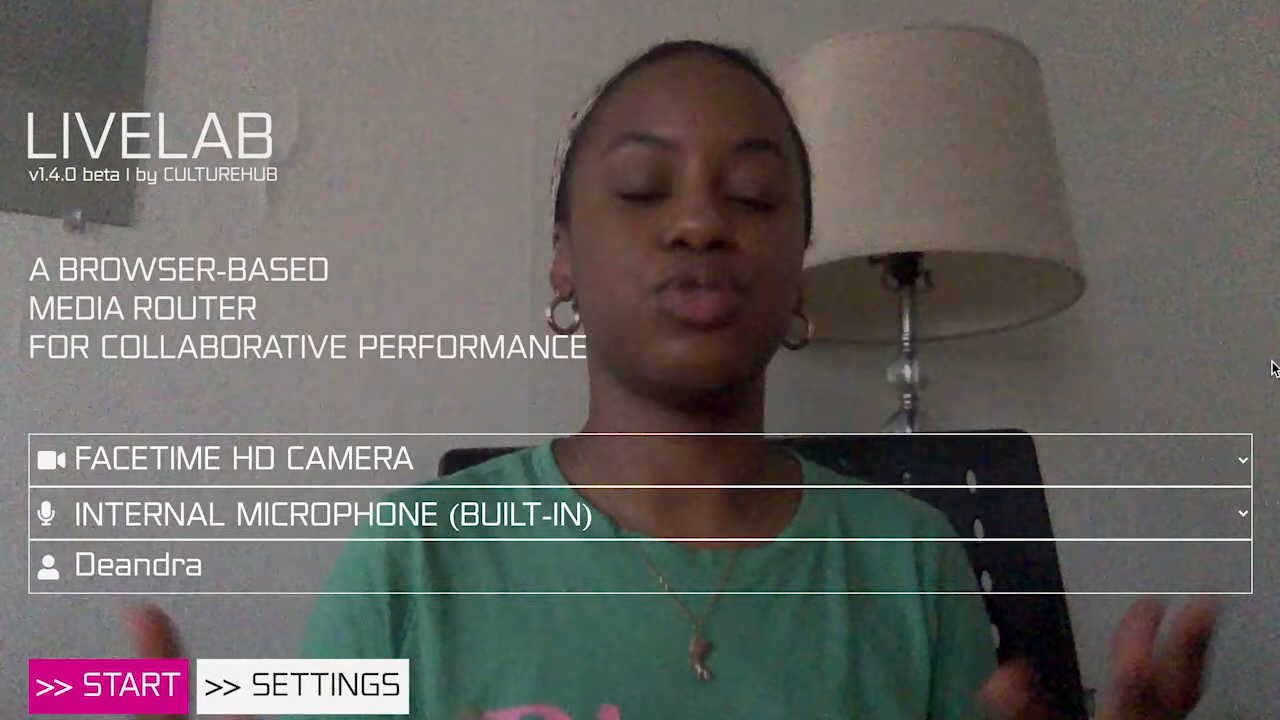 LIVELAB
v1.4.0 beta | by CULTUREHUB
A BROWSER-BASED
MEDIA ROUTER
FOR COLLABORATIVE PERFORMANCE
FACETIME HD CAMERA
INTERNAL MICROPHONE (BUILT-IN)
Deandra
>> START
>> SETTINGS